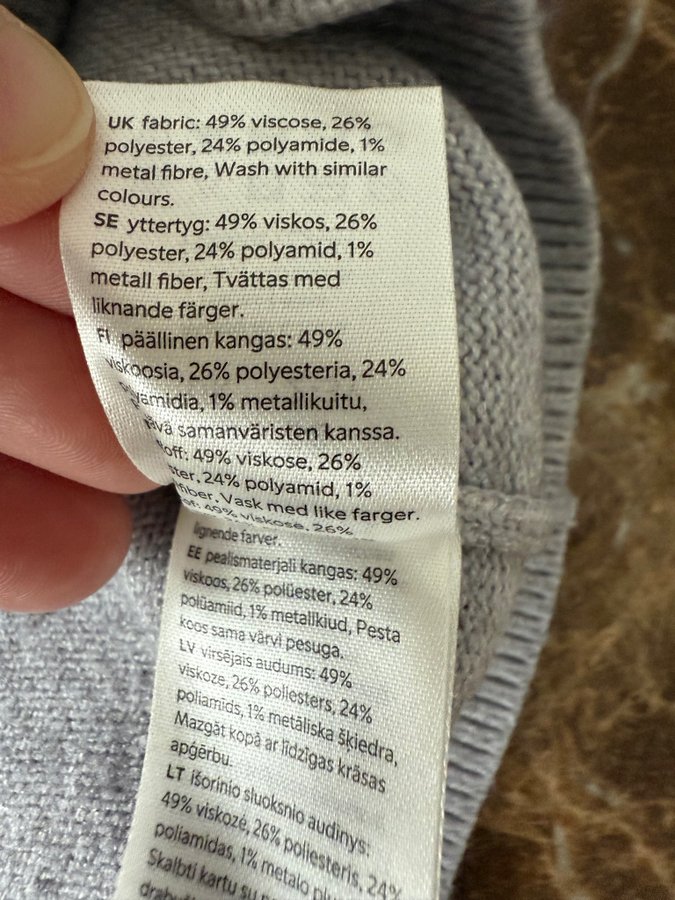 UK fabric: 49% viscose, 26%
polyester, 24% polyamide, 1%
metal fibre, Wash with similar
colours.
SE yttertyg: 49% viskos, 26%
polyester, 24% polyamid, 1%
metall fiber, Tvättas med
liknande färger.
FI päällinen kangas: 49%
viskoosia, 26% polyesteria, 24%
1% metallikuitu,
samanväristen kanssa.
49% viskose, 26%
24% polyamid, 1%
Vask med like farger.
49% viskose, 26%
lignende farver.
EE pealismaterjali kangas: 49%
viskoos, 26% polüester, 24%
polüamiid, 1% metallkiud, Pesta
koos sama värvi pesuga.
LV virsējais audums: 49%
viskoze, 26% poliesters, 24%
poliamīds, 1% metāliska šķiedra,
Mazgāt kopā ar līdzīgas krāsas
apģērbu.
LT išorinio sluoksnio audinys:
49% viskozė, 26% poliesteris, 24%
poliamidas, 1% metalo
Skalbti kartu su